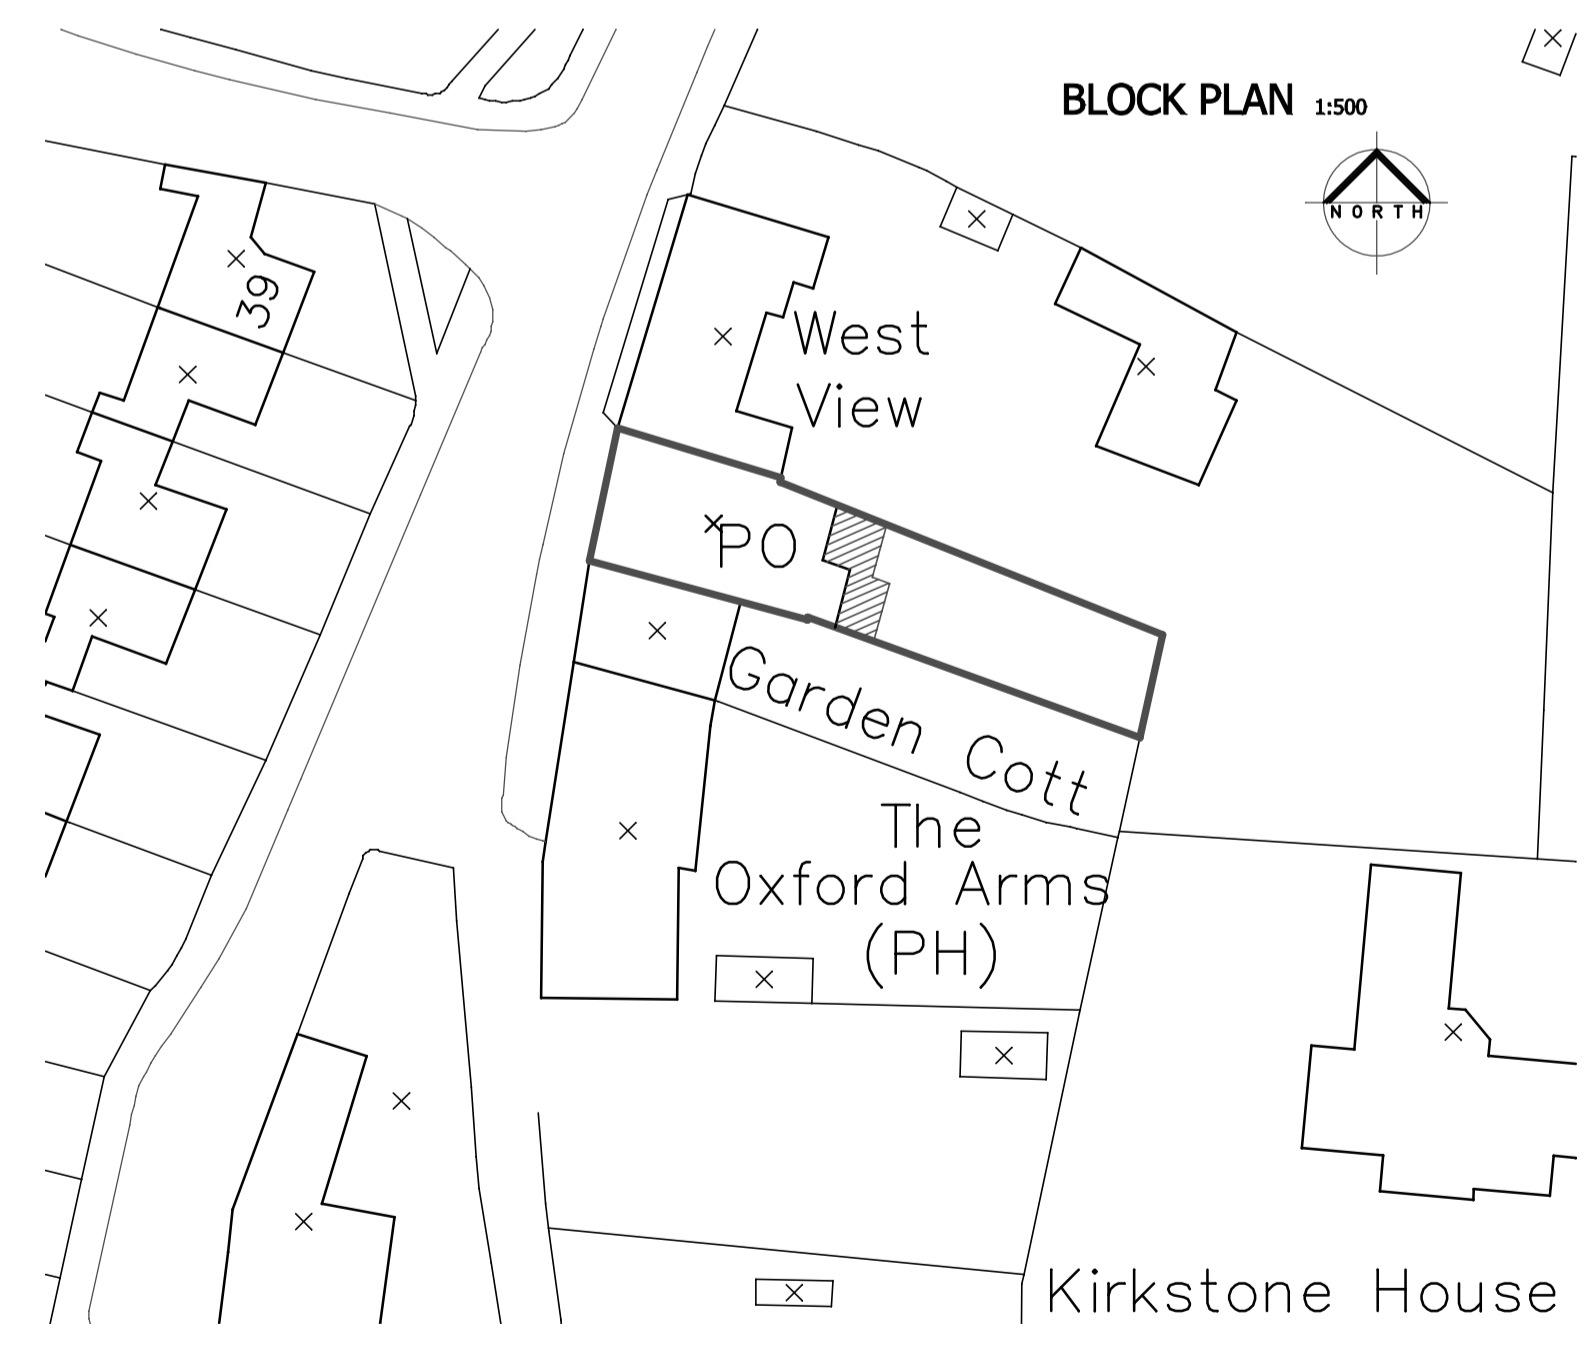 BLOCK PLAN 1:500
NORTH
39
West
View
PO
Garden Cott
The
Oxford Arms
(PH)
Kirkstone House